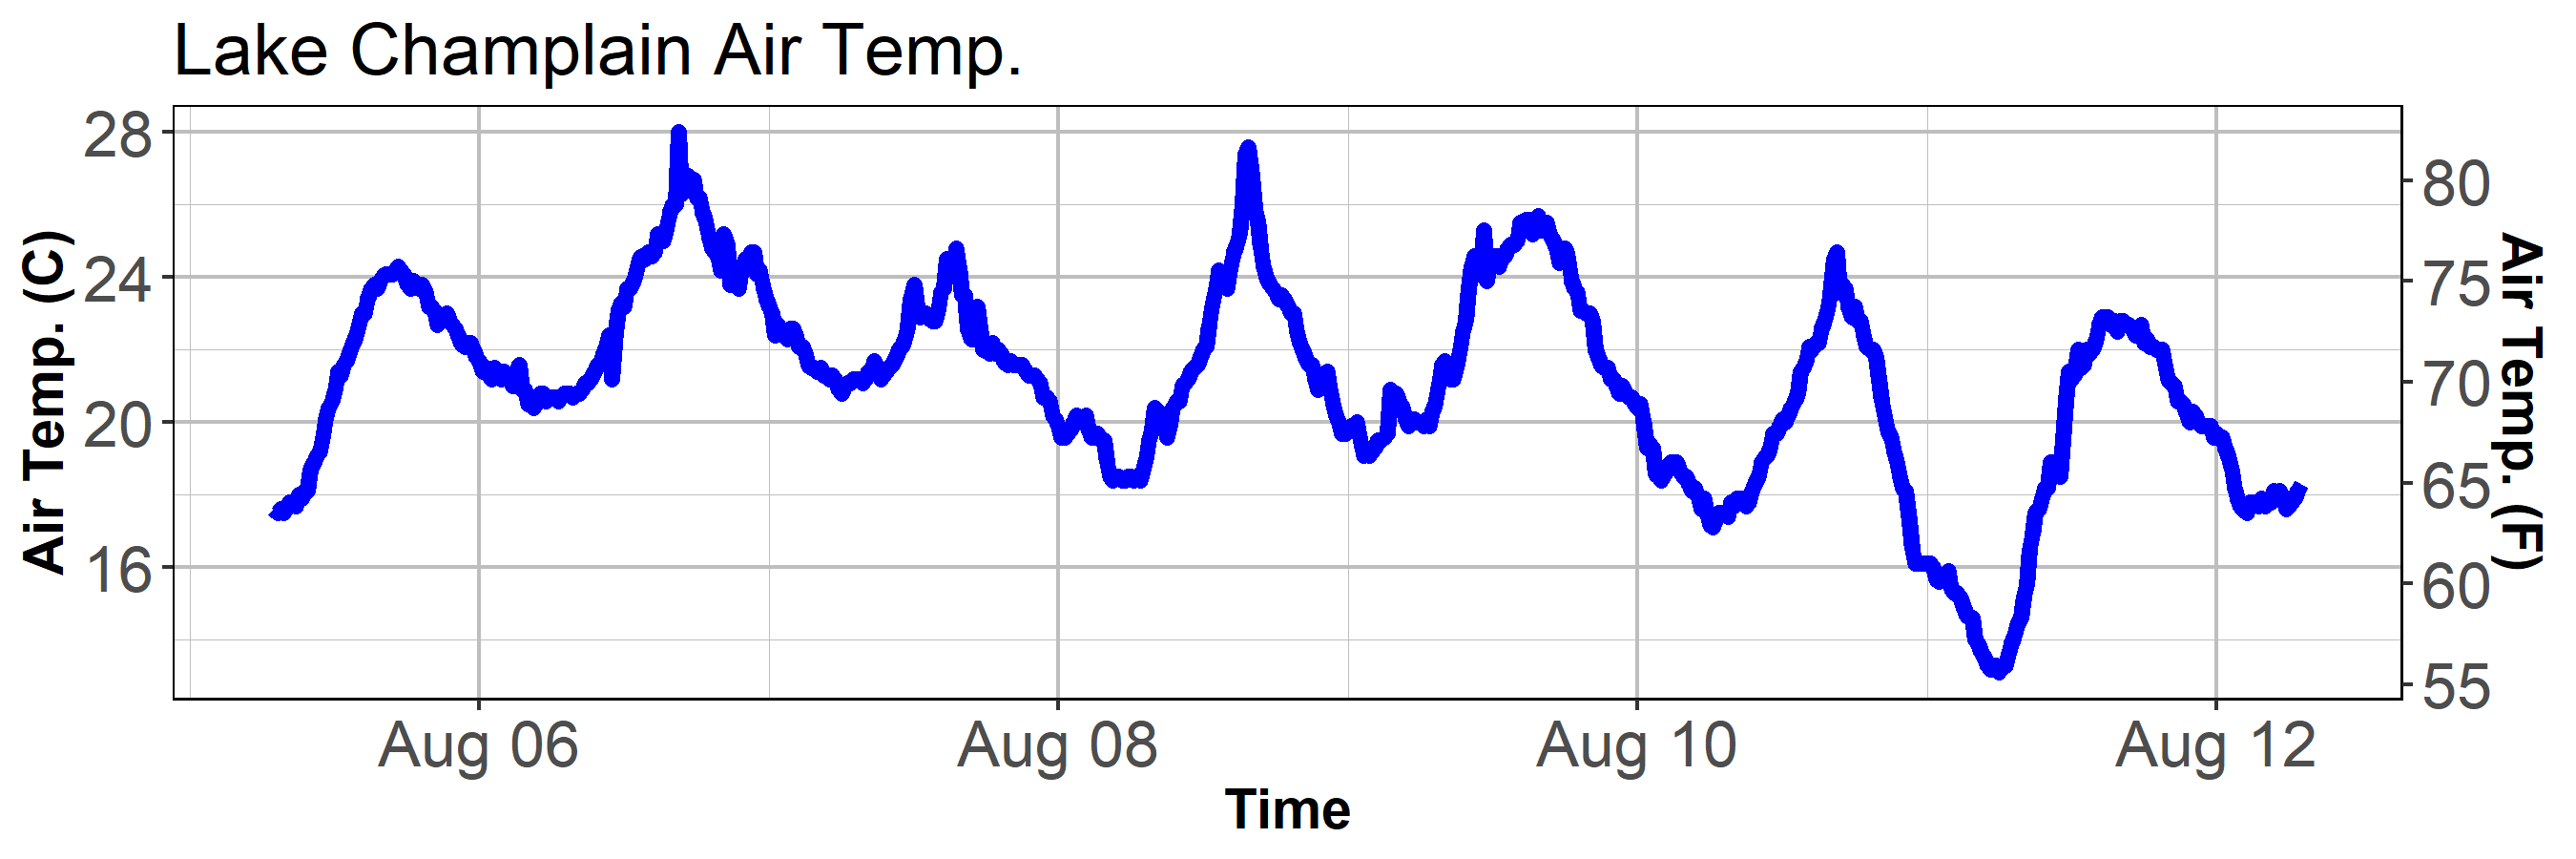 Lake Champlain Air Temp.
28
24
20
16
Air Temp. (C)
80
75
70
65
60
55
Air Temp. (F)
Aug 06
Aug 08
Aug 10
Aug 12
Time